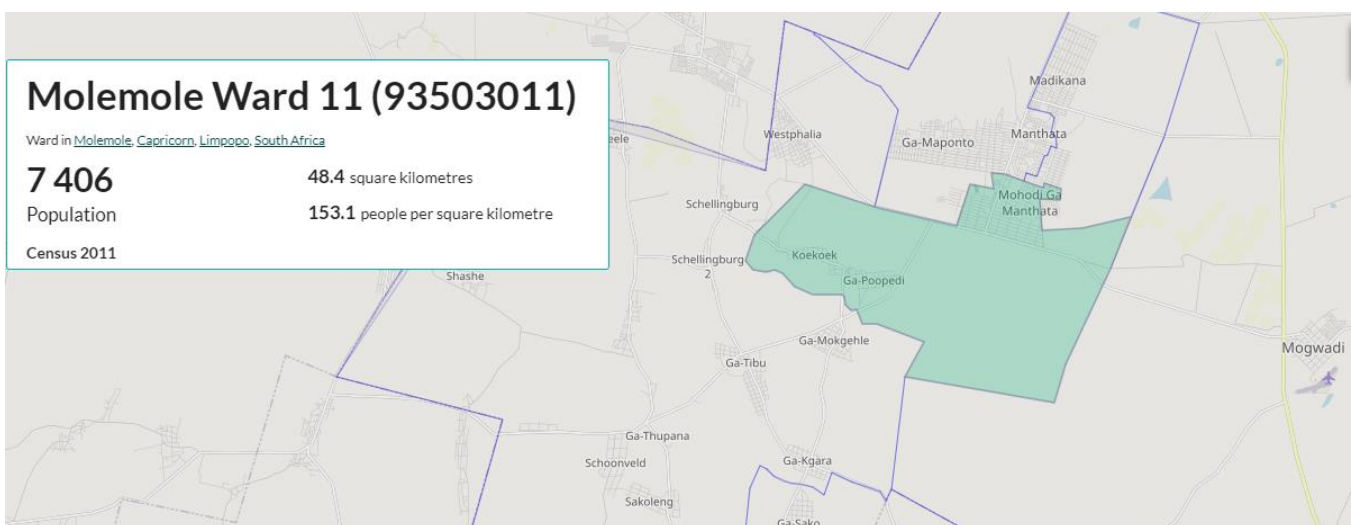 Molemole Ward 11 (93503011)
Ward in Molemole, Capricorn, Limpopo, South Africa
7 406
Population
48.4 square kilometres
153.1 people per square kilometre
Census 2011
Madikana
Westphalia
Manthata
Ga-Maponto
eele
Mohodi Ga
Manthata
Schellingburg
Koekoek
Schellingburg
2
Shashe
Ga-Poopedi
Ga-Mokgehle
Mogwadi
Ga-Tibu
Ga-Thupana
Schoonveld
Ga-Kgara
Sakoleng
Ga-Sako